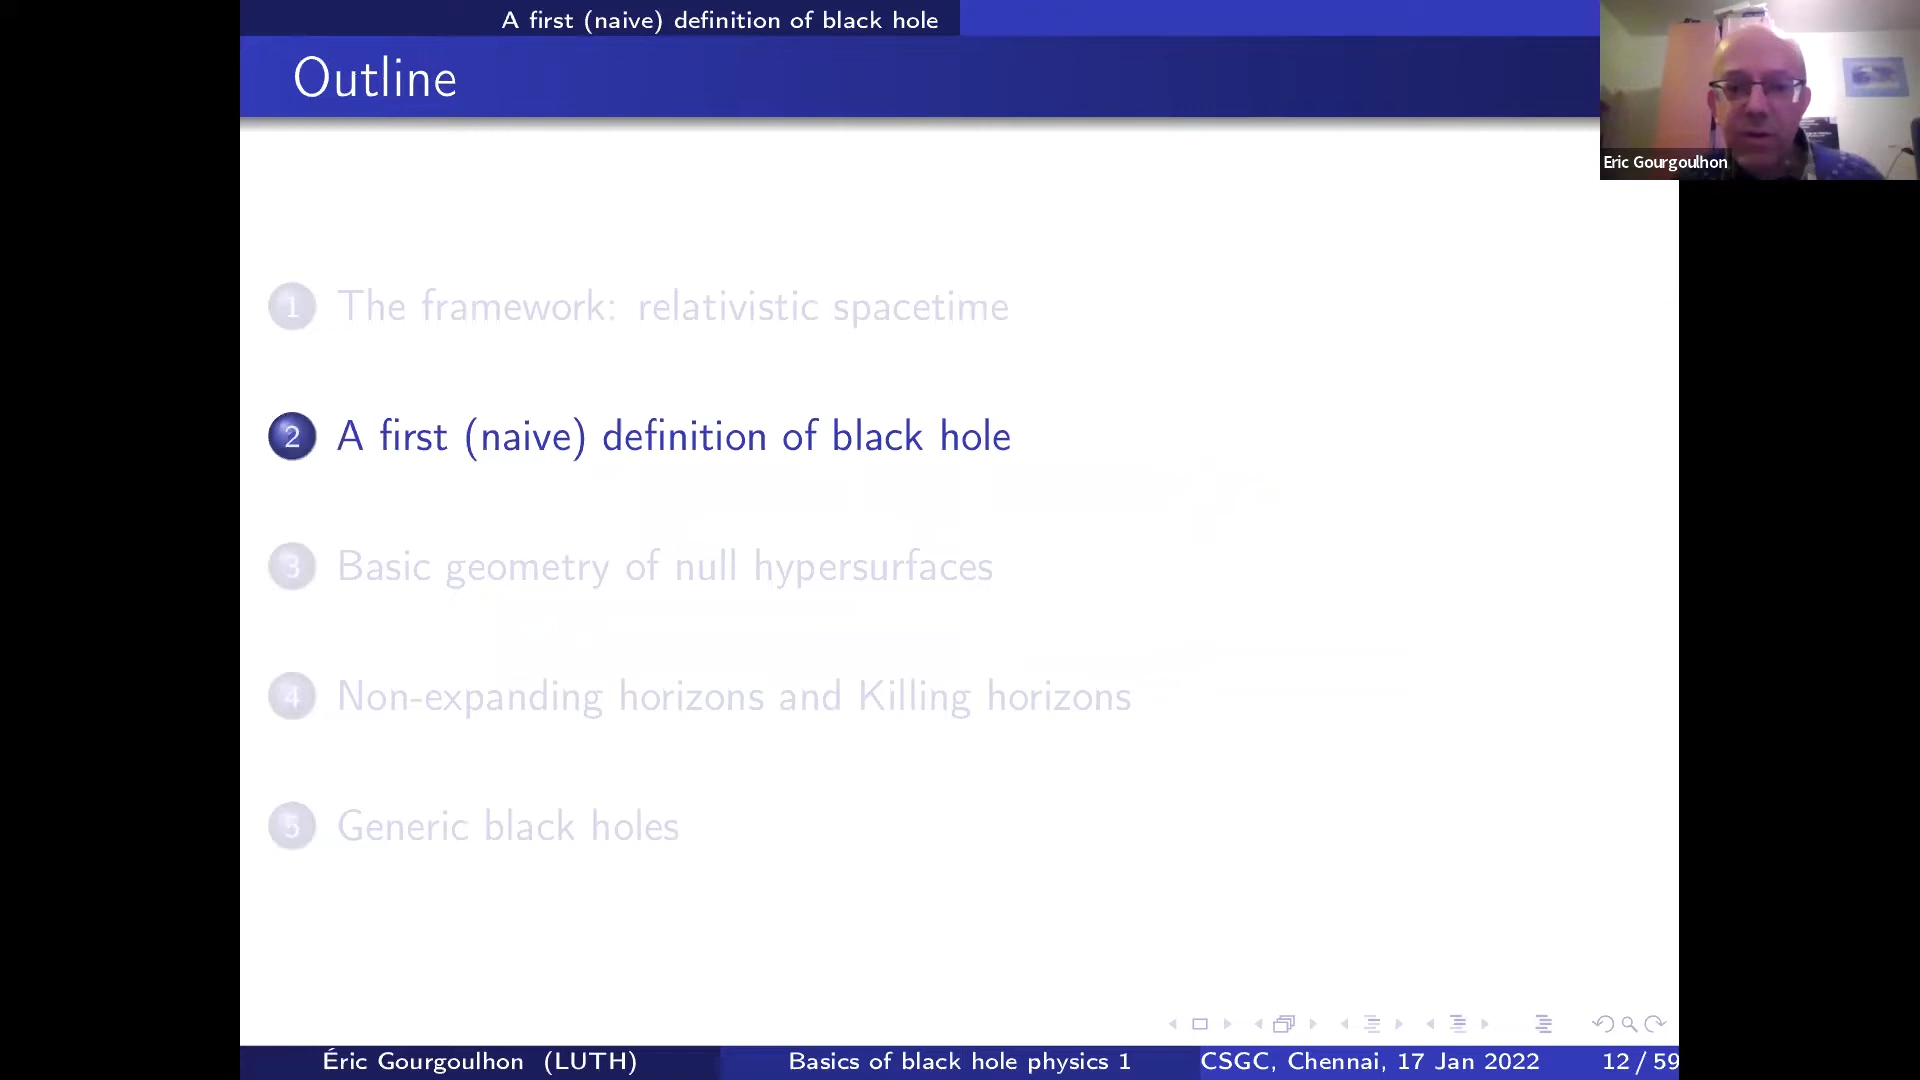 A first (naive) definition of black hole
Outline
Eric Gourgoulhon
1 The framework: relativistic spacetime
2 A first (naive) definition of black hole
3 Basic geometry of null hypersurfaces
4 Non-expanding horizons and Killing horizons
5 Generic black holes
Éric Gourgoulhon (LUTH) Basics of black hole physics 1 CSGC, Chennai, 17 Jan 2022 12 / 59